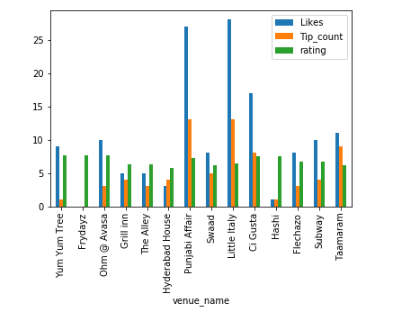 Likes
Tip_count
rating
25
20
15
10
5
0
Yum Yum Tree
Frydayz
Ohm @ Avasa
Grill inn
The Alley
Hyderabad House
Punjabi Affair
Swaad
Little Italy
Ci Gusta
Hashi
Flechazo
Subway
Taamaram
venue_name